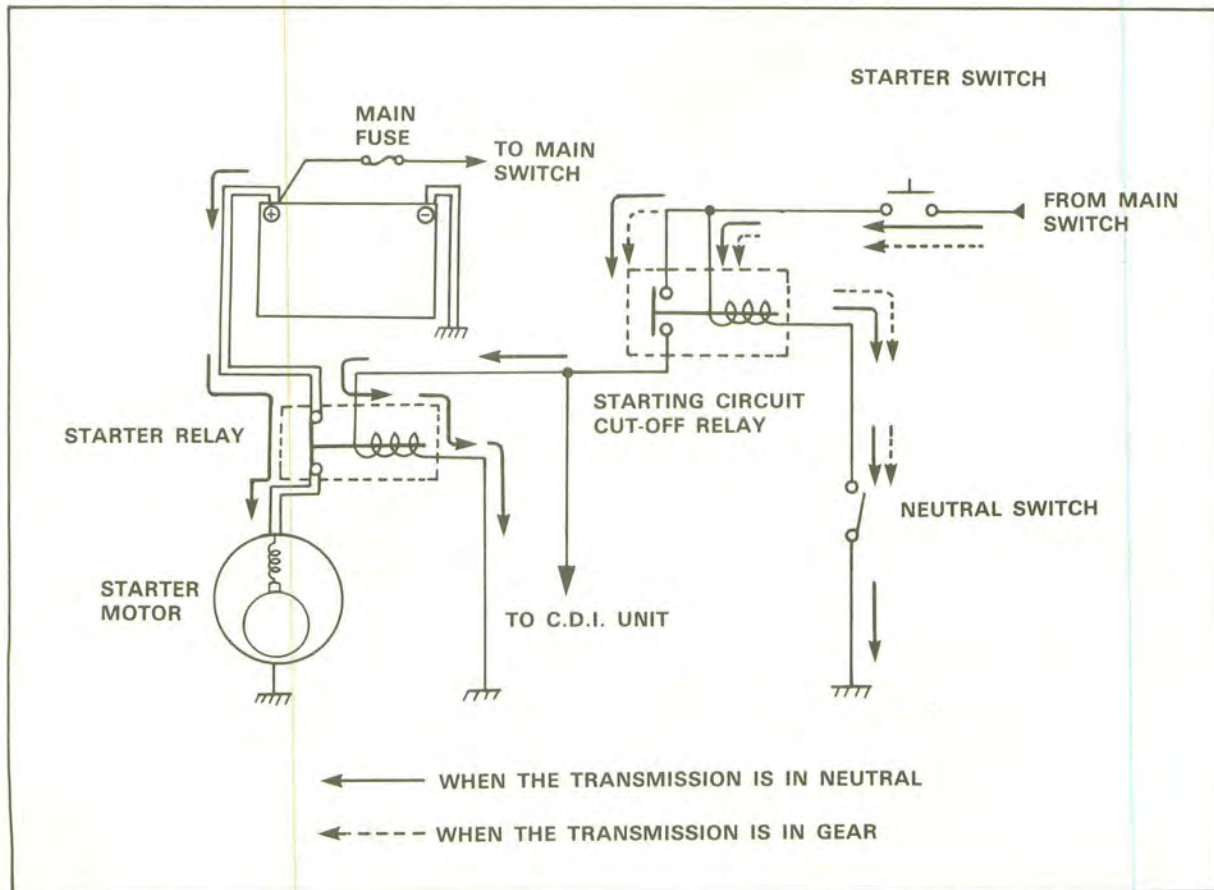 STARTER SWITCH
MAIN
FUSE
TO MAIN
SWITCH
+
−
FROM MAIN
SWITCH
STARTER RELAY
STARTING CIRCUIT
CUT-OFF RELAY
NEUTRAL SWITCH
STARTER
MOTOR
TO C.D.I. UNIT
WHEN THE TRANSMISSION IS IN NEUTRAL
WHEN THE TRANSMISSION IS IN GEAR